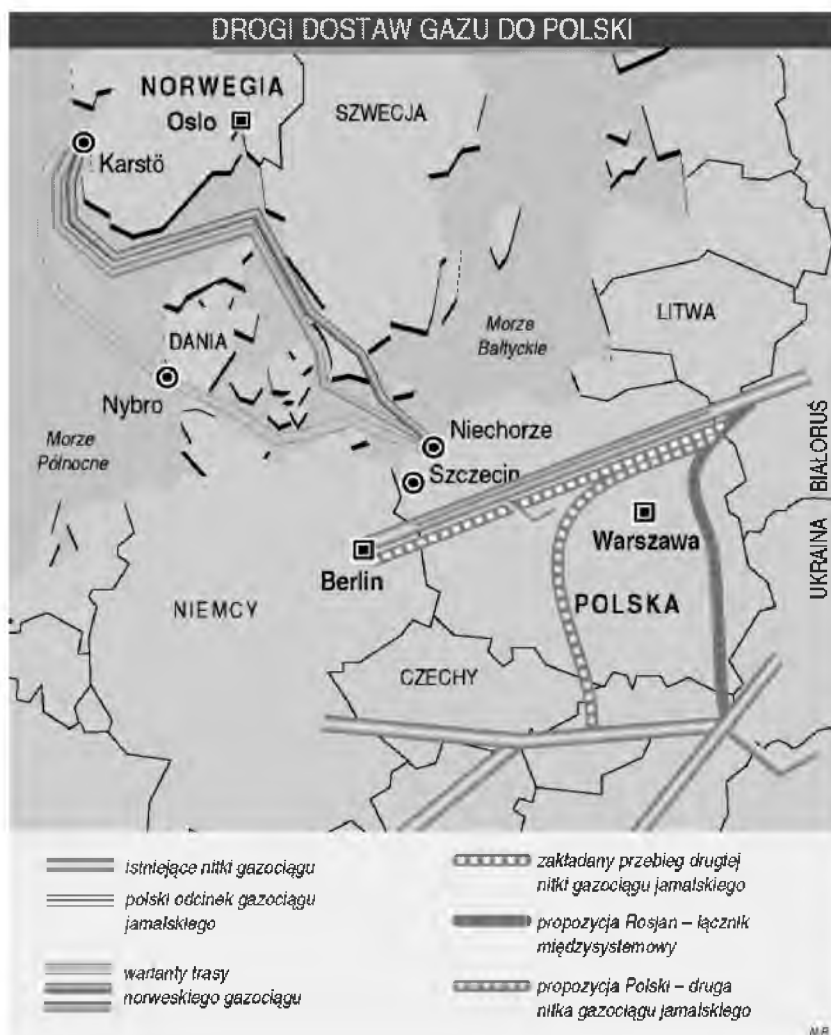 DROGI DOSTAW GAZU DO POLSKI
NORWEGIA
Oslo
SZWECJA
Karstö
LITWA
Morze
Bałtyckie
DANIA
Nybro
Niechorze
Morze
Północne
Szczecin
BIAŁORUŚ
Warszawa
Berlin
UKRAINA
POLSKA
NIEMCY
CZECHY
istniejące nitki gazociągu
polski odcinek gazociągu
jamalskiego
warianty trasy
norweskiego gazociągu
zakładany przebieg drugiej
nitki gazociągu jamalskiego
propozycja Rosjan – łącznik
międzysystemowy
propozycja Polski – druga
nitka gazociągu jamalskiego